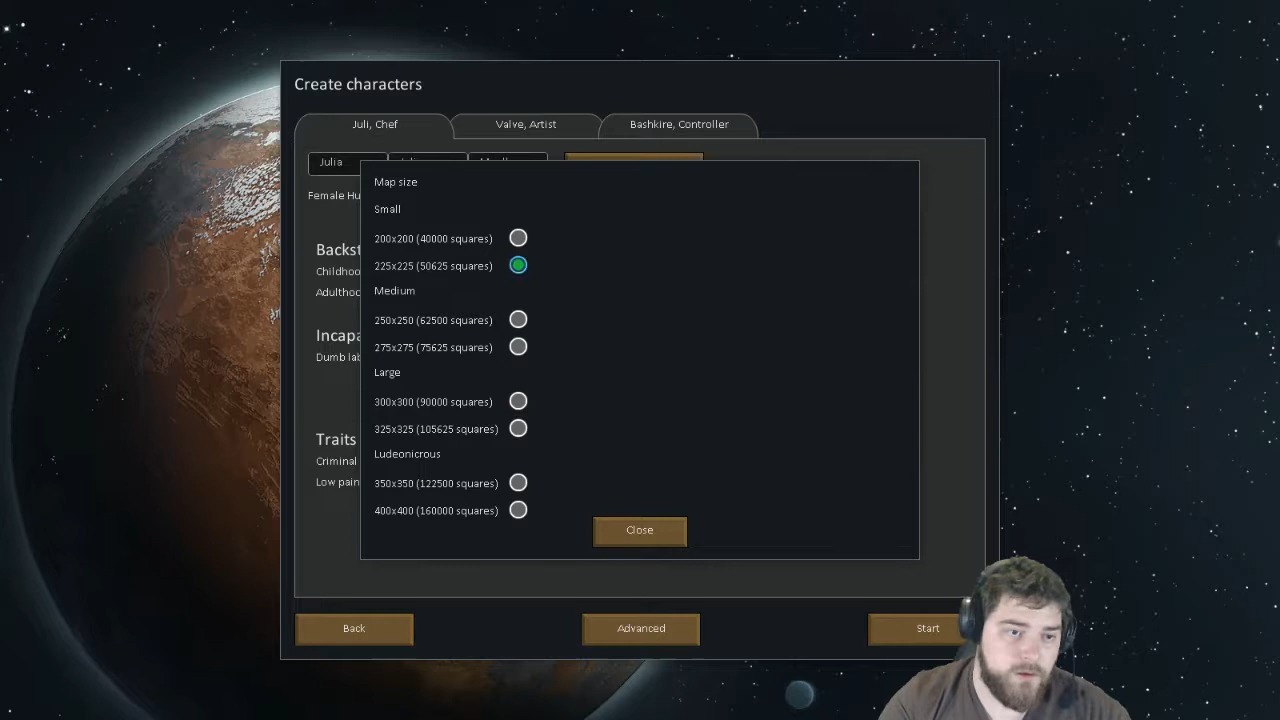 Create characters
Juli, Chef
Valve, Artist
Bashkire, Controller
Julia
Female Hu
Backst
Childhoo
Adulthoo
Incapa
Dumb lab
Traits
Criminal
Low pain
Map size
Small
200x200 (40000 squares)
225x225 (50625 squares)
Medium
250x250 (62500 squares)
275x275 (75625 squares)
Large
300x300 (90000 squares)
325x325 (105625 squares)
Ludeonicrous
350x350 (122500 squares)
400x400 (160000 squares)
Close
Back
Advanced
Start